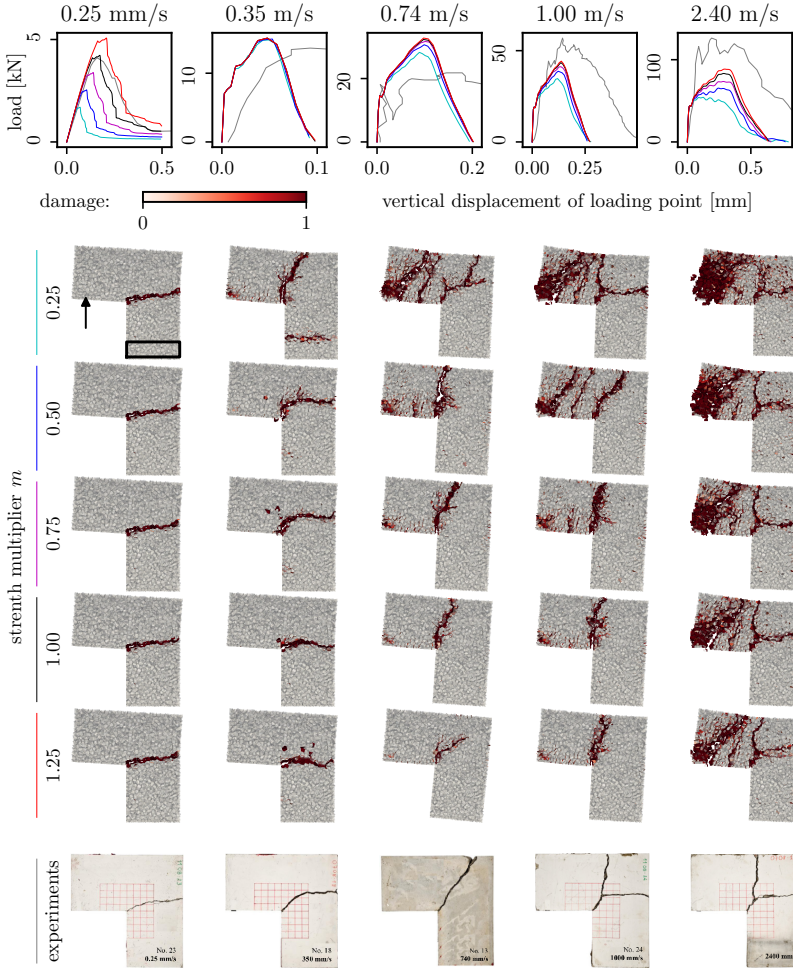 0.25 mm/s 0.35 m/s 0.74 m/s 1.00 m/s 2.40 m/s
load [kN]
5
0
10
0
20
0
50
0
100
0
0.0 0.5 0.0 0.1 0.0 0.2 0.00 0.25 0.0 0.5
damage:
0 1
vertical displacement of loading point [mm]
strenth multiplier m
0.25
0.50
0.75
1.00
1.25
experiments
No. 23
0.25 mm/s
No. 18
350 mm/s
No. 13
740 mm/s
No. 24
1000 mm/s
2400 mm/s